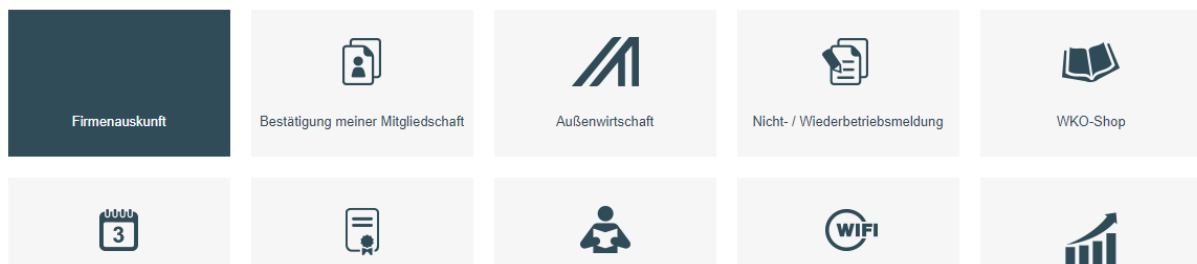 Firmenauskunft
Bestätigung meiner Mitgliedschaft
Außenwirtschaft
Nicht- / Wiederbetriebsmeldung
WKO-Shop
3
WIFI